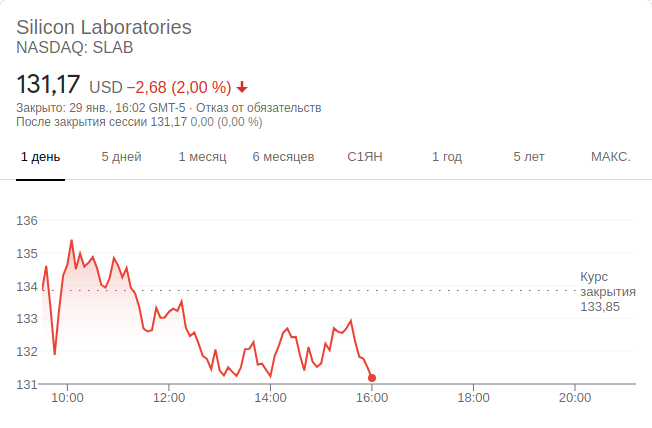 Silicon Laboratories
NASDAQ: SLAB
131,17 USD −2,68 (2,00 %)
Закрыто: 29 янв., 16:02 GMT-5 · Отказ от обязательств
После закрытия сессии 131,17 0,00 (0,00 %)
1 день 5 дней 1 месяц 6 месяцев С1ЯН 1 год 5 лет МАКС.
136
135
134
133
132
131
Курс
закрытия
133,85
10:00 12:00 14:00 16:00 18:00 20:00